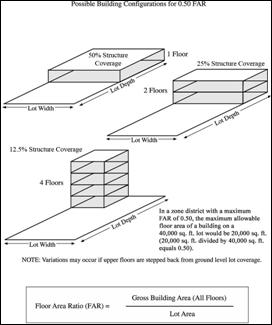 Possible Building Configurations for 0.50 FAR
50% Structure
Coverage
1 Floor
Lot Width
Lot Depth
25% Structure Coverage
2 Floors
Lot Width
Lot Depth
12.5% Structure Coverage
4 Floors
Lot Width
Lot Depth
In a zone district with a maximum
FAR of 0.50, the maximum allowable
floor area of a building on a
40,000 sq. ft. lot would be 20,000 sq. ft.
(20,000 sq. ft. divided by 40,000 sq. ft.
equals 0.50).
NOTE: Variations may occur if upper floors are stepped back from ground level lot coverage.
Floor Area Ratio (FAR) =
Gross Building Area (All Floors)
Lot Area